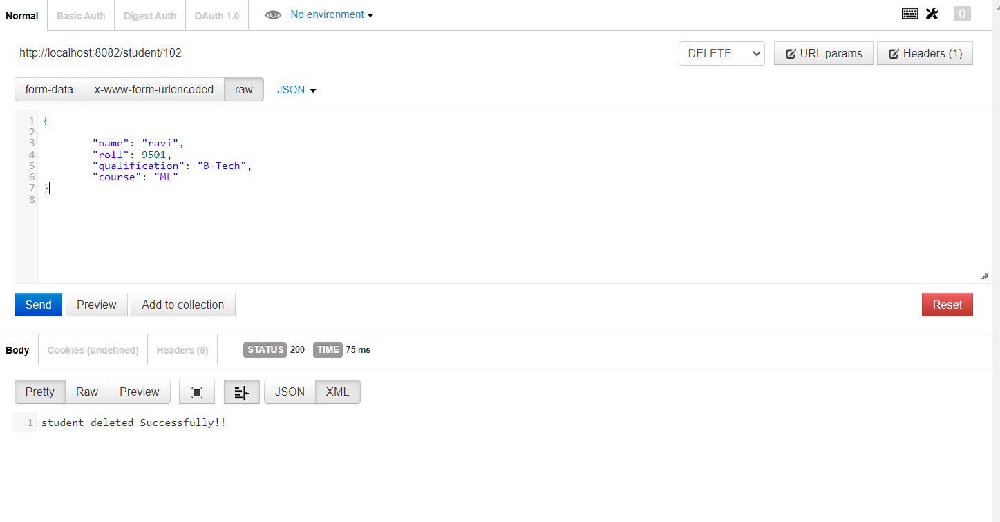 Normal Basic Auth Digest Auth OAuth 1.0 No environment 0
http://localhost:8082/student/102 DELETE URL params Headers (1)
form-data x-www-form-urlencoded raw JSON
1 {
2
3 "name": "ravi",
4 "roll": 9501,
5 "qualification": "B-Tech",
6 "course": "ML"
7 }
8
Send Preview Add to collection Reset
Body Cookies (undefined) Headers (5) STATUS 200 TIME 75 ms
Pretty Raw Preview JSON XML
1 student deleted Successfully!!